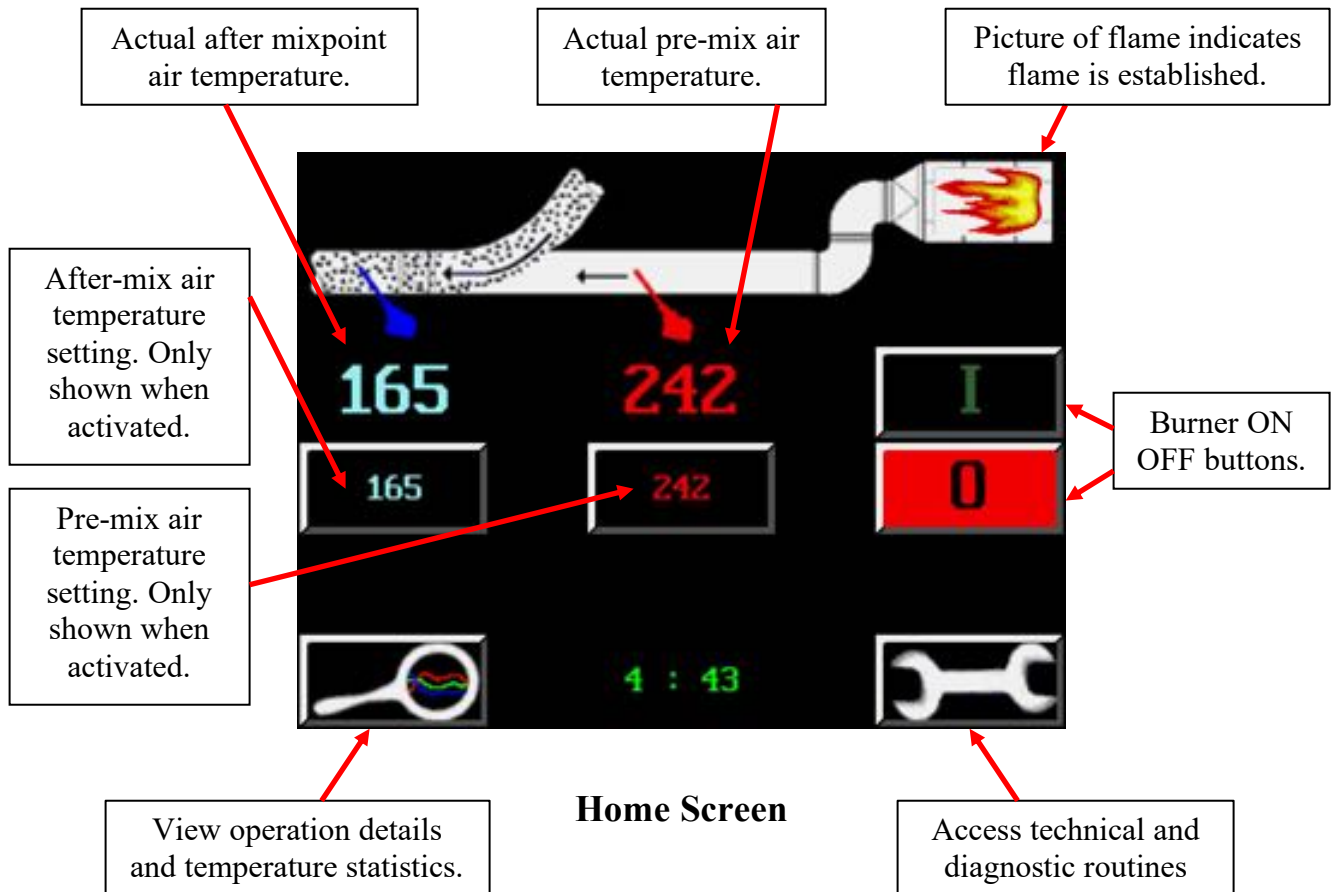 Actual after mixpoint
air temperature.
Actual pre-mix air
temperature.
Picture of flame indicates
flame is established.
After-mix air
temperature
setting. Only
shown when
activated.
165
242
I
Burner ON
OFF buttons.
165
242
0
Pre-mix air
temperature
setting. Only
shown when
activated.
4 : 43
Home Screen
View operation details
and temperature statistics.
Access technical and
diagnostic routines